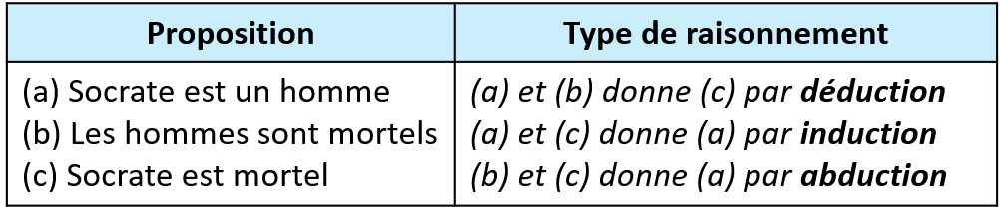 Proposition
Type de raisonnement
(a) Socrate est un homme
(b) Les hommes sont mortels
(c) Socrate est mortel
(a) et (b) donne (c) par déduction
(a) et (c) donne (a) par induction
(b) et (c) donne (a) par abduction